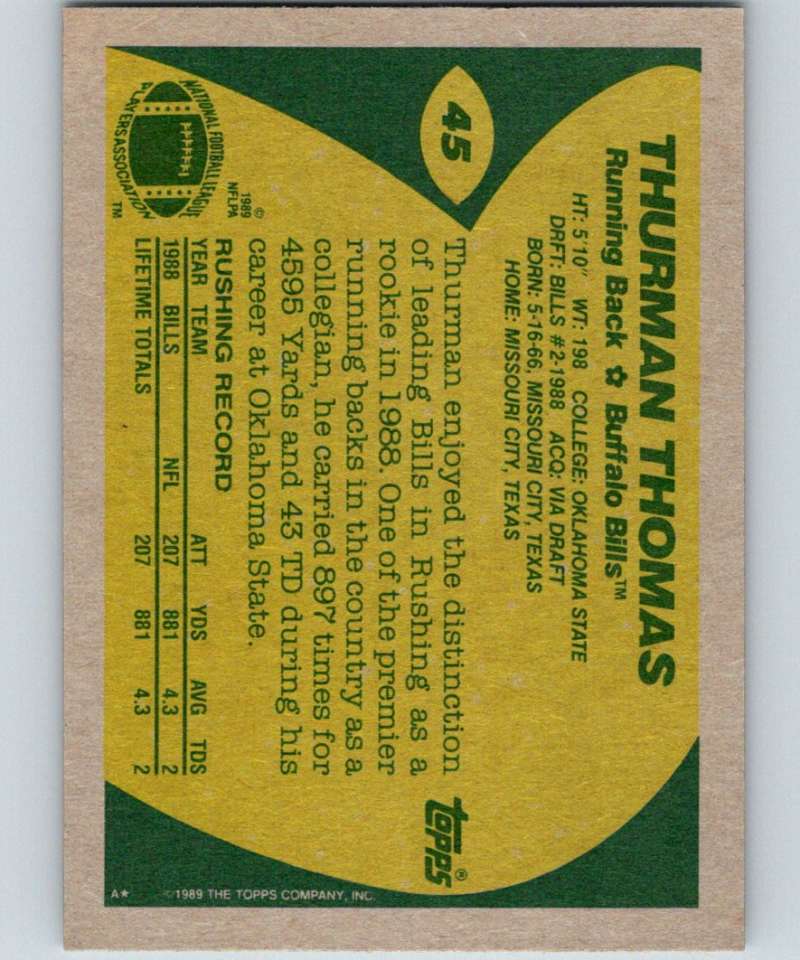 45
THURMAN THOMAS
Running Back ✿ Buffalo Bills™
HT: 5'10" WT: 198 COLLEGE: OKLAHOMA STATE
DRFT: BILLS #2-1988 ACQ: VIA DRAFT
BORN: 5-16-66, MISSOURI CITY, TEXAS
HOME: MISSOURI CITY, TEXAS
Thurman enjoyed the distinction
of leading Bills in Rushing as a
rookie in 1988. One of the premier
running backs in the country as a
collegian, he carried 897 times for
4595 Yards and 43 TD during his
career at Oklahoma State.
topps®
NATIONAL FOOTBALL LEAGUE
PLAYERS ASSOCIATION
TM
©
1989
NFLPA
RUSHING RECORD
YEAR TEAM ATT YDS AVG TDS
1988 BILLS NFL 207 881 4.3 2
LIFETIME TOTALS 207 881 4.3 2
A★ ©1989 THE TOPPS COMPANY, INC.